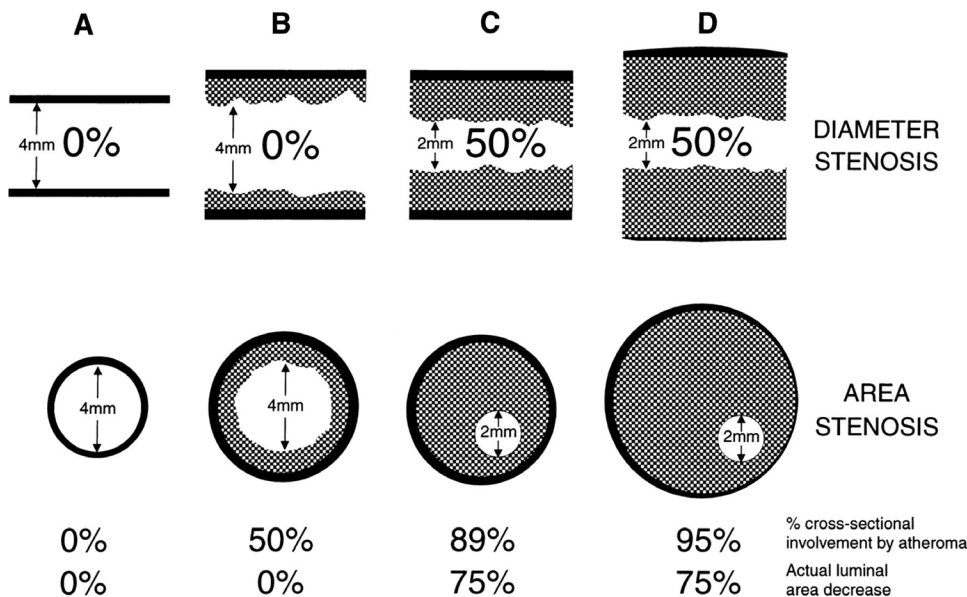 A B C D
4mm 0% 4mm 0% 2mm 50% 2mm 50%
DIAMETER
STENOSIS
4mm 4mm 2mm 2mm
AREA
STENOSIS
0% 50% 89% 95%
% cross-sectional
involvement by atheroma
0% 0% 75% 75%
Actual luminal
area decrease